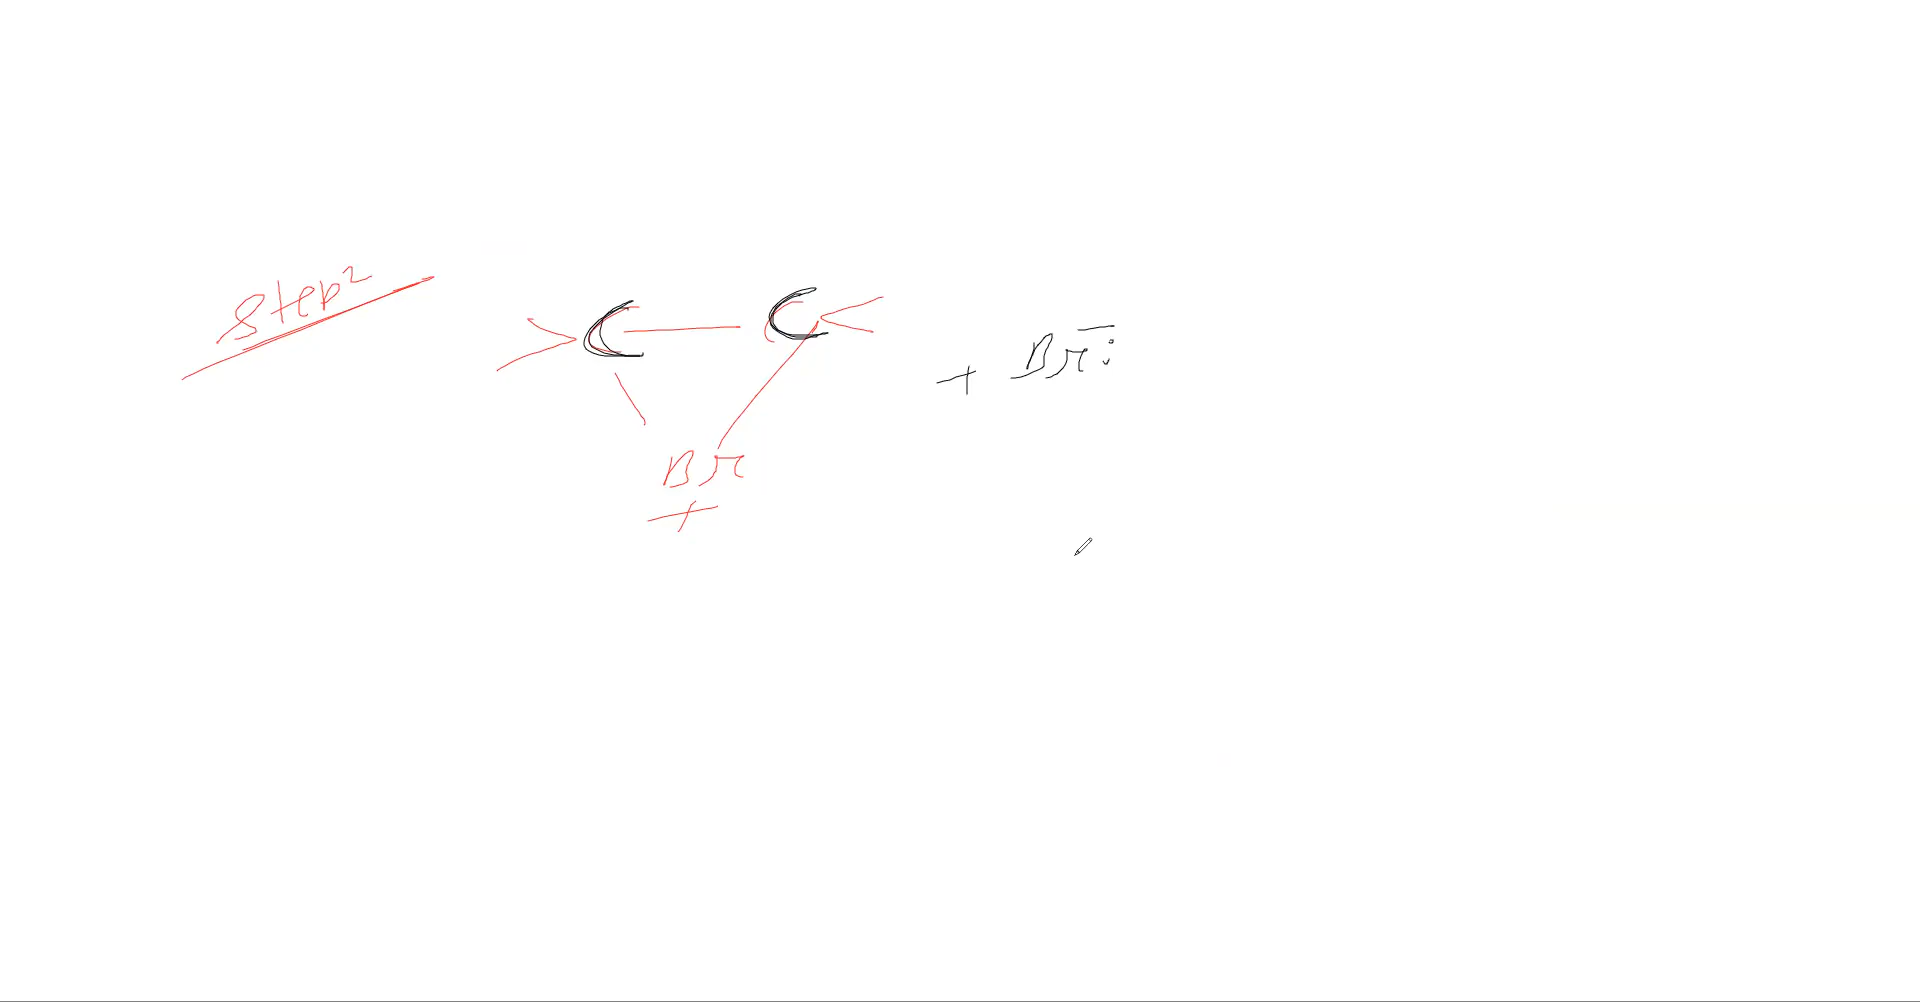 Step 2
C — C
+ Br:⁻
Br
+